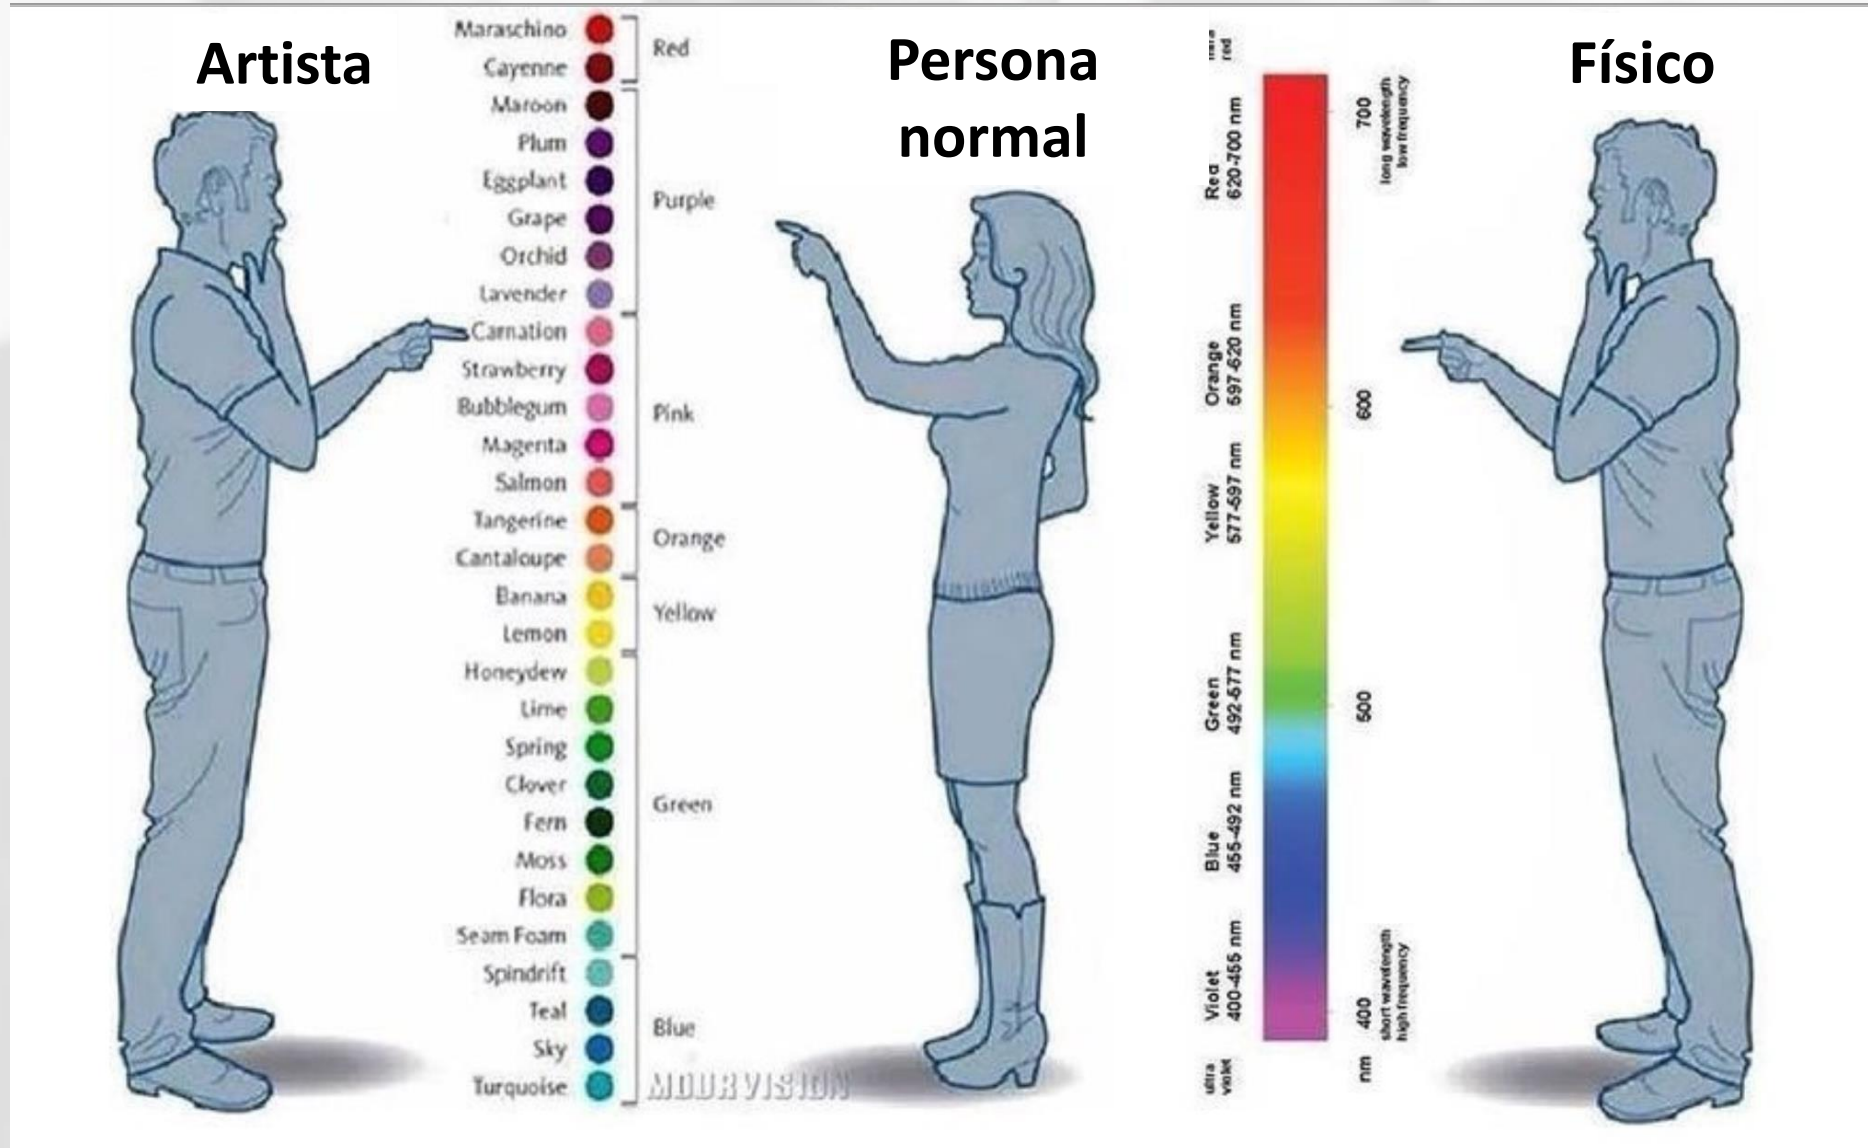 Artista
Maraschino
Cayenne
Maroon
Plum
Eggplant
Grape
Orchid
Lavender
Carnation
Strawberry
Bubblegum
Magenta
Salmon
Tangerine
Cantaloupe
Banana
Lemon
Honeydew
Lime
Spring
Clover
Fern
Moss
Flora
Seam Foam
Spindrift
Teal
Sky
Turquoise
Red
Purple
Pink
Orange
Yellow
Green
Blue
MOURVISION
Persona
normal
red
Red
620-700 nm
Orange
597-620 nm
Yellow
577-597 nm
Green
492-577 nm
Blue
455-492 nm
Violet
400-455 nm
ultra
violet
700
600
500
400
nm
long wavelength
low frequency
short wavelength
high frequency
Físico